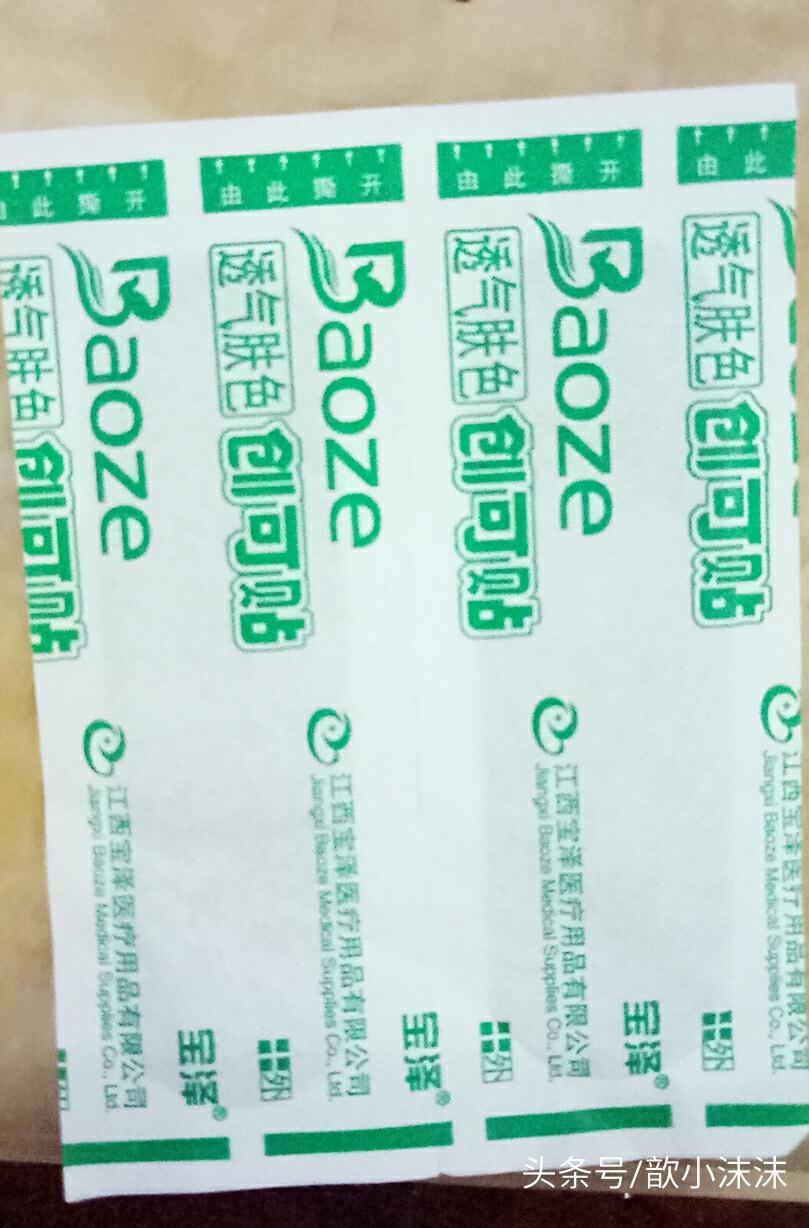 由此撕开
由此撕开
由此撕开
由此
Baoze
透气肤色创可贴
江西宝泽医疗用品有限公司
Jiangxi Baoze Medical Supplies Co., Ltd.
宝泽®
Baoze
透气肤色创可贴
江西宝泽医疗用品有限公司
Jiangxi Baoze Medical Supplies Co., Ltd.
宝泽®
外
Baoze
透气肤色创可贴
江西宝泽医疗用品有限公司
Jiangxi Baoze Medical Supplies Co., Ltd.
宝泽®
外
透气肤色创可贴
江西宝泽医疗用品有限公司
Jiangxi Baoze Medical Supplies Co., Ltd.
外
头条号/歆小沫沫